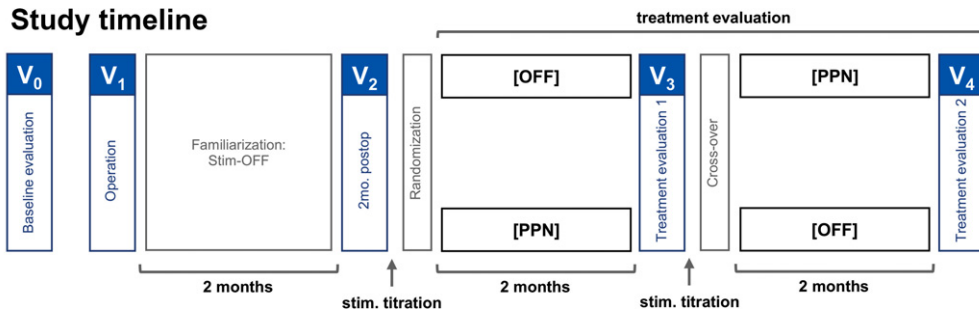 Study timeline
treatment evaluation
V0
Baseline evaluation
V1
Operation
Familiarization:
Stim-OFF
V2
2mo. postop
Randomization
[OFF]
[PPN]
V3
Treatment evaluation 1
Cross-over
[PPN]
[OFF]
V4
Treatment evaluation 2
2 months
stim. titration
2 months
stim. titration
2 months